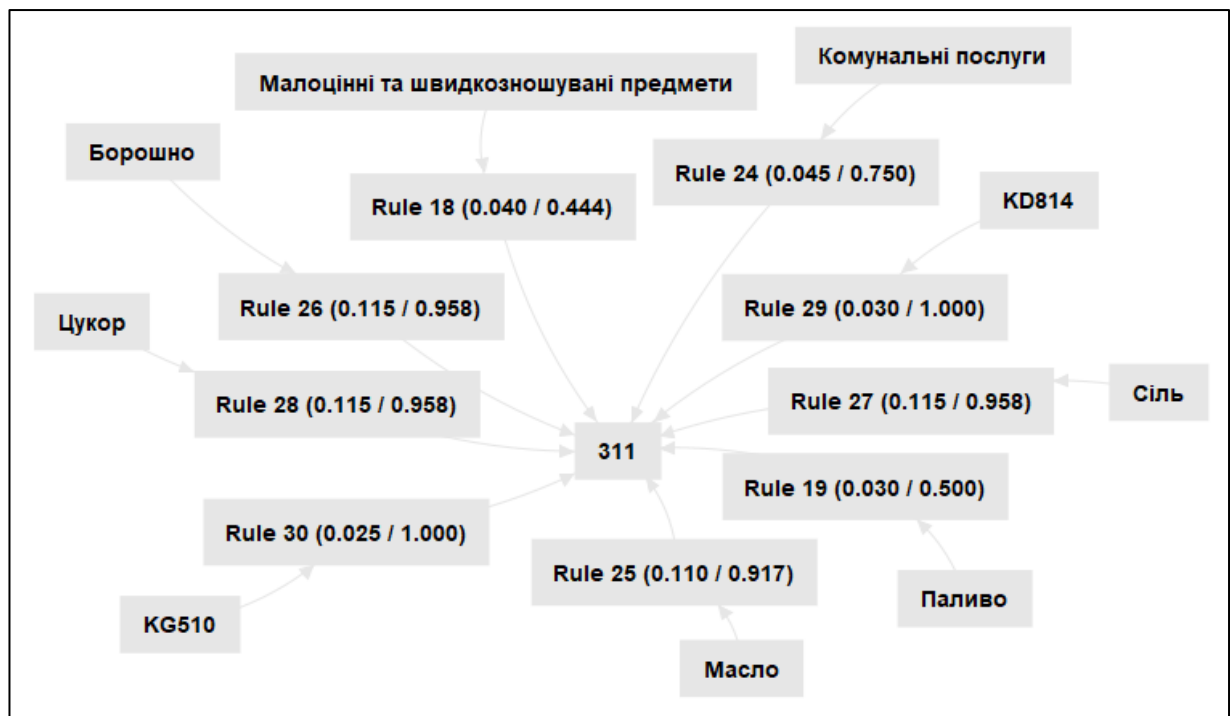 Комунальні послуги
Малоцінні та швидкозношувані предмети
Борошно
Rule 24 (0.045 / 0.750)
Rule 18 (0.040 / 0.444)
KD814
Rule 26 (0.115 / 0.958)
Rule 29 (0.030 / 1.000)
Цукор
Rule 28 (0.115 / 0.958)
Rule 27 (0.115 / 0.958)
Сіль
311
Rule 19 (0.030 / 0.500)
Rule 30 (0.025 / 1.000)
Rule 25 (0.110 / 0.917)
Паливо
KG510
Масло